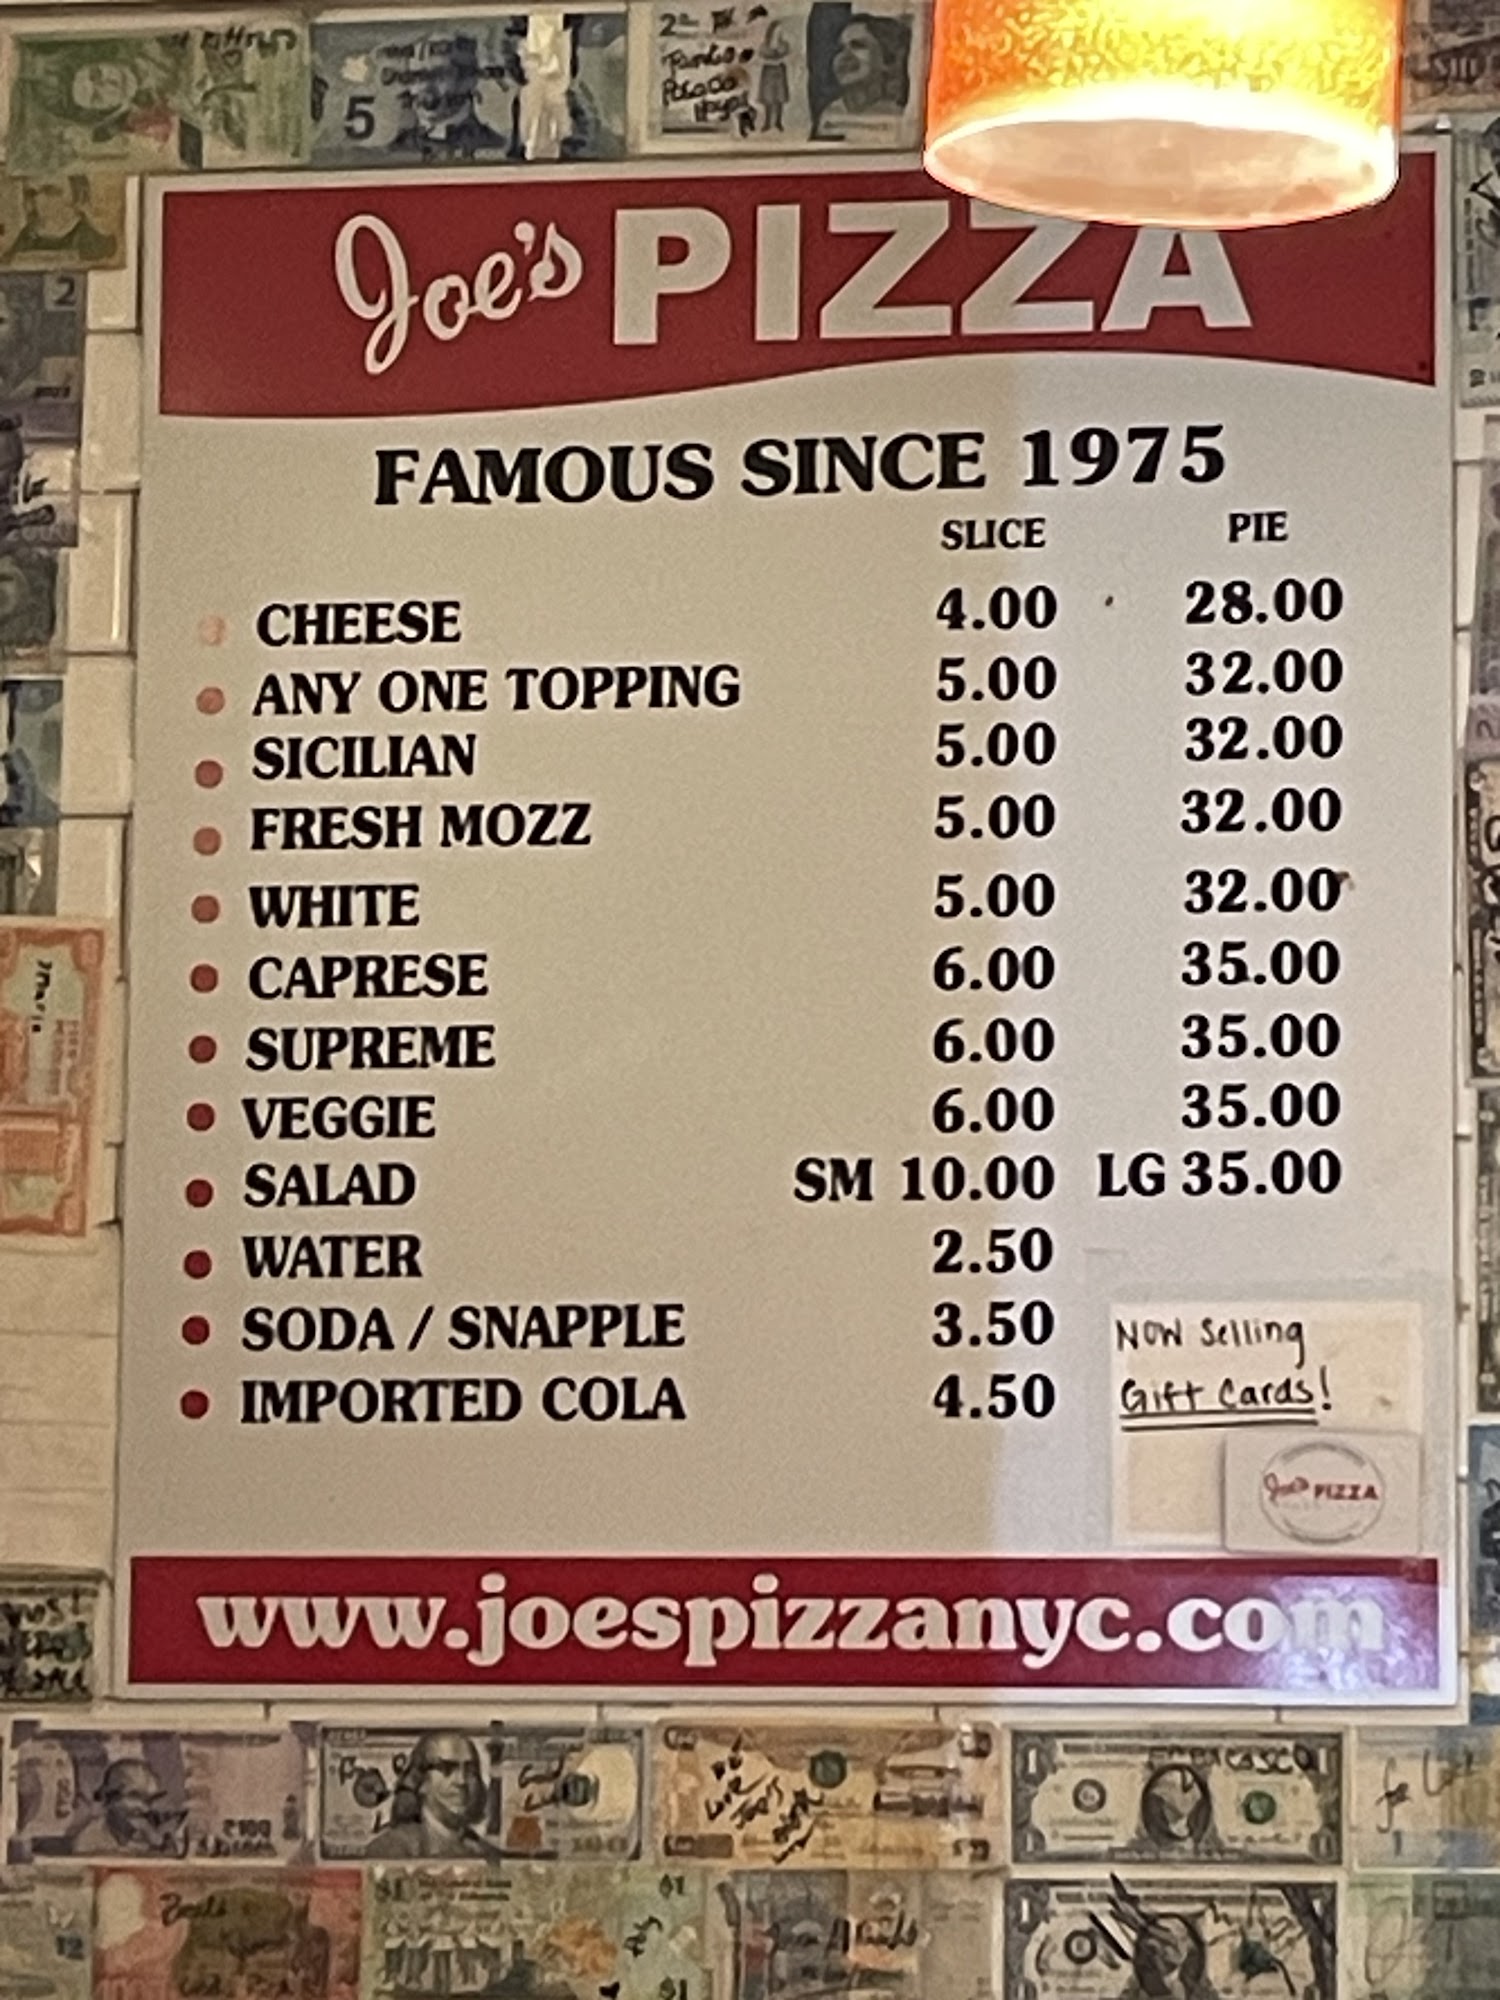 5
2
Joe's PIZZA
FAMOUS SINCE 1975
SLICE PIE
CHEESE 4.00 28.00
ANY ONE TOPPING 5.00 32.00
SICILIAN 5.00 32.00
FRESH MOZZ 5.00 32.00
WHITE 5.00 32.00
CAPRESE 6.00 35.00
SUPREME 6.00 35.00
VEGGIE 6.00 35.00
SALAD SM 10.00 LG 35.00
WATER 2.50
SODA / SNAPPLE 3.50
IMPORTED COLA 4.50
NOW Selling
Gift Cards!
Joe's PIZZA
www.joespizzanyc.com